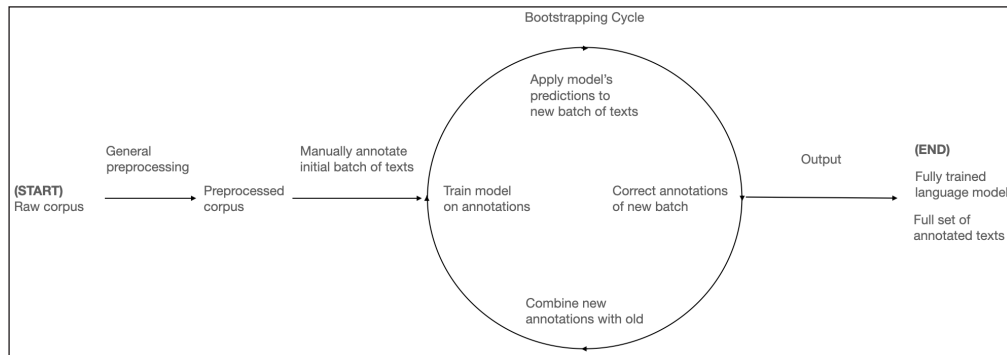 Bootstrapping Cycle
(START)
Raw corpus
General
preprocessing
Preprocessed
corpus
Manually annotate
initial batch of texts
Train model
on annotations
Apply model's
predictions to
new batch of texts
Correct annotations
of new batch
Combine new
annotations with old
Output
(END)
Fully trained
language model
Full set of
annotated texts